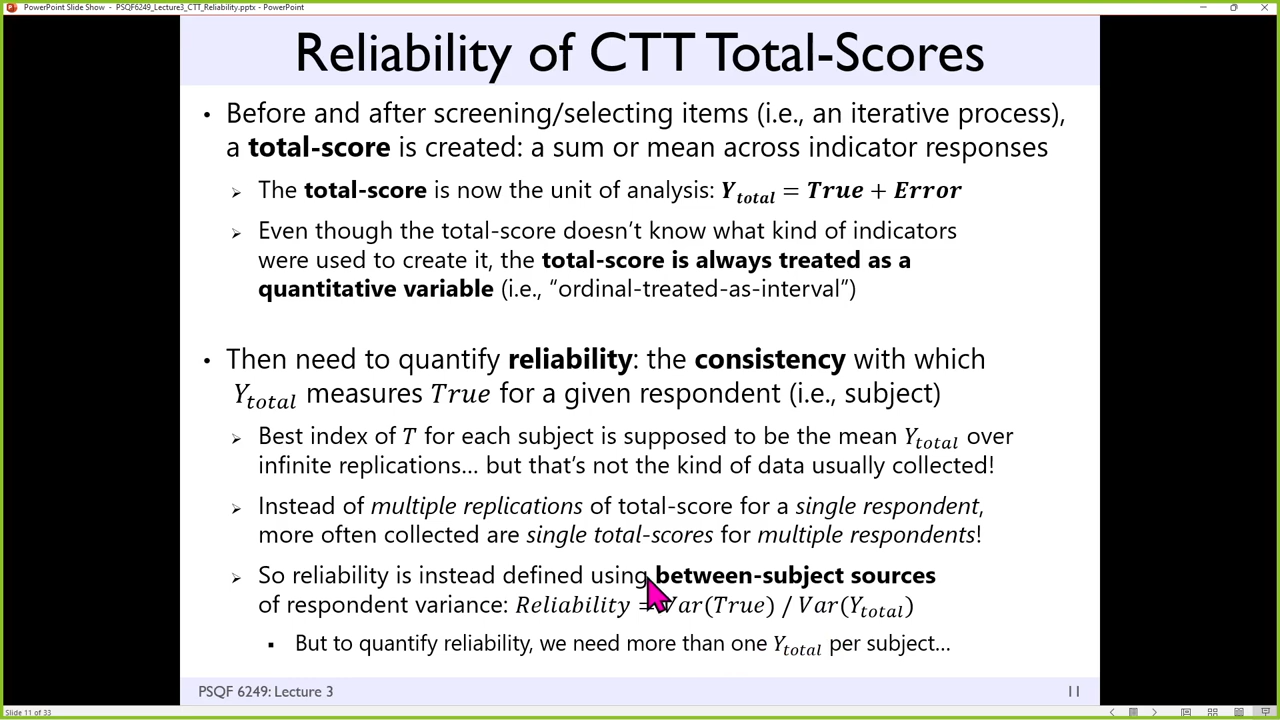 PowerPoint Slide Show - PSQF6249_Lecture3_CTT_Reliability.pptx - PowerPoint
Reliability of CTT Total-Scores
• Before and after screening/selecting items (i.e., an iterative process),
a total-score is created: a sum or mean across indicator responses
➢ The total-score is now the unit of analysis: Y_total = True + Error
➢ Even though the total-score doesn't know what kind of indicators
were used to create it, the total-score is always treated as a
quantitative variable (i.e., “ordinal-treated-as-interval”)
• Then need to quantify reliability: the consistency with which
Y_total measures True for a given respondent (i.e., subject)
➢ Best index of T for each subject is supposed to be the mean Y_total over
infinite replications… but that's not the kind of data usually collected!
➢ Instead of multiple replications of total-score for a single respondent,
more often collected are single total-scores for multiple respondents!
➢ So reliability is instead defined using between-subject sources
of respondent variance: Reliability = Var(True) / Var(Y_total)
▪ But to quantify reliability, we need more than one Y_total per subject…
PSQF 6249: Lecture 3
11
Slide 11 of 33